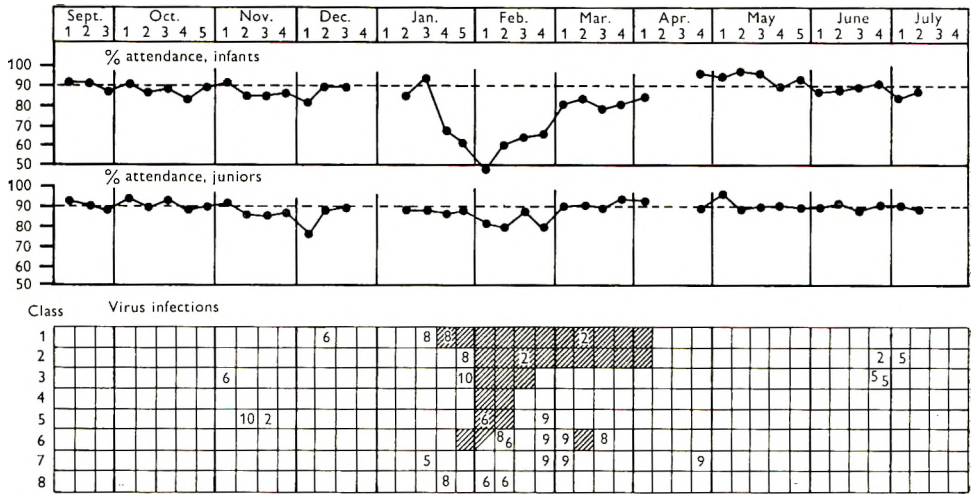 Sept. Oct. Nov. Dec. Jan. Feb. Mar. Apr. May June July
1 2 3 1 2 3 4 5 1 2 3 4 1 2 3 4 1 2 3 4 5 1 2 3 4 1 2 3 4 1 2 3 4 1 2 3 4 5 1 2 3 4 1 2 3 4
% attendance, infants
100
90
80
70
60
50
% attendance, juniors
100
90
80
70
60
50
Class Virus infections
1 6 8 8 2
2 8 2 2 5
3 6 10 5 5
4
5 10 2 6 9
6 8 6 9 9 8
7 5 9 9 9
8 8 6 6